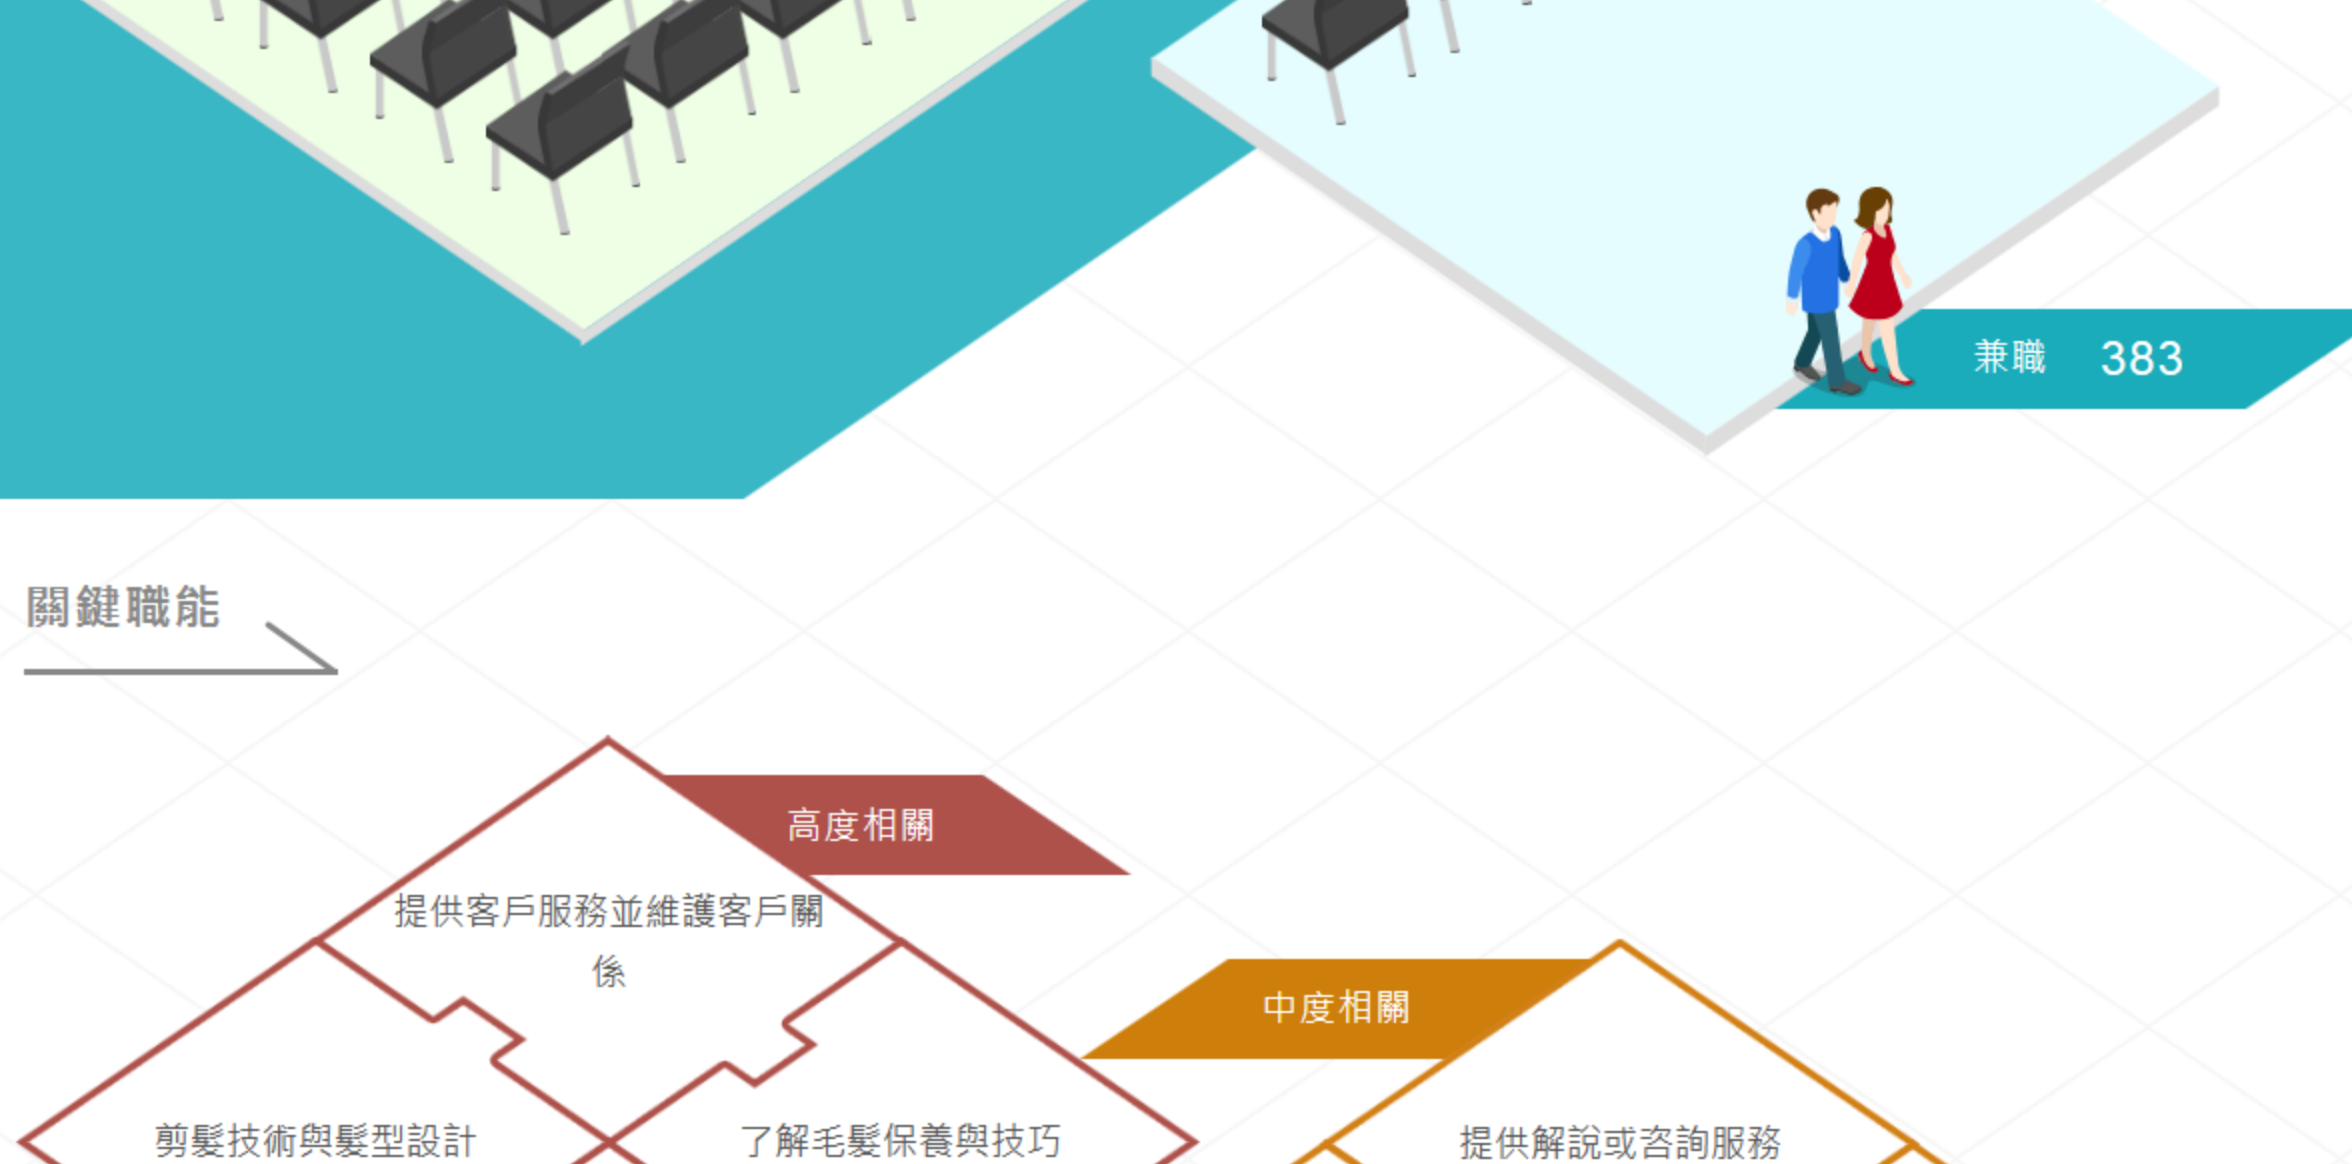 兼職 383
關鍵職能
高度相關
提供客戶服務並維護客戶關
係
中度相關
剪髮技術與髮型設計
了解毛髮保養與技巧
提供解說或咨詢服務